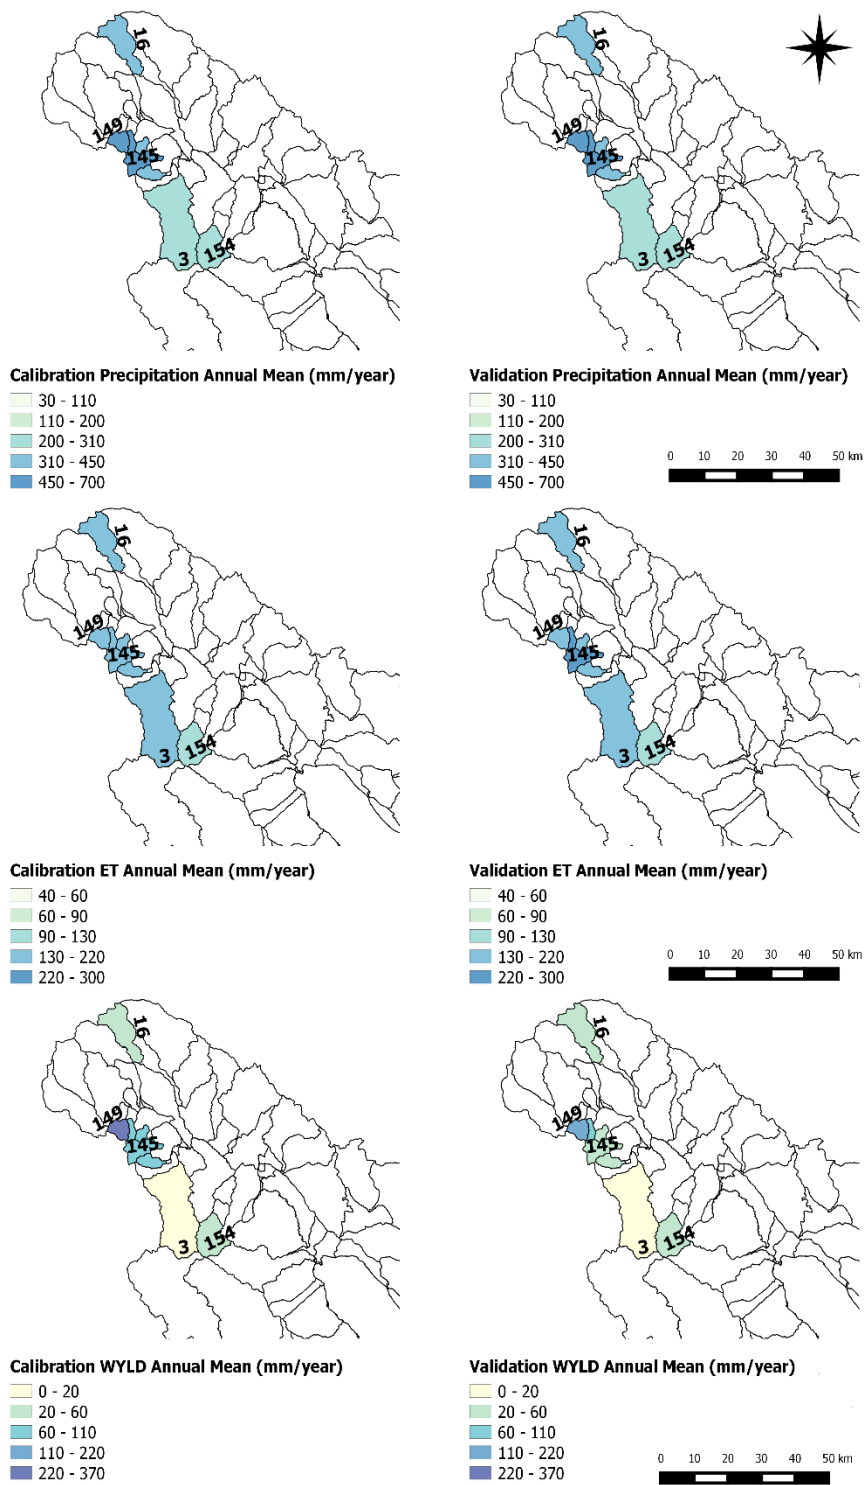 16
149
145
3
154
16
149
145
3
154
Calibration Precipitation Annual Mean (mm/year)
30 - 110
110 - 200
200 - 310
310 - 450
450 - 700
Validation Precipitation Annual Mean (mm/year)
30 - 110
110 - 200
200 - 310
310 - 450
450 - 700
0 10 20 30 40 50 km
16
149
145
3
154
16
149
145
3
154
Calibration ET Annual Mean (mm/year)
40 - 60
60 - 90
90 - 130
130 - 220
220 - 300
Validation ET Annual Mean (mm/year)
40 - 60
60 - 90
90 - 130
130 - 220
220 - 300
0 10 20 30 40 50 km
16
149
145
3
154
16
149
145
3
154
Calibration WYLD Annual Mean (mm/year)
0 - 20
20 - 60
60 - 110
110 - 220
220 - 370
Validation WYLD Annual Mean (mm/year)
0 - 20
20 - 60
60 - 110
110 - 220
220 - 370
0 10 20 30 40 50 km